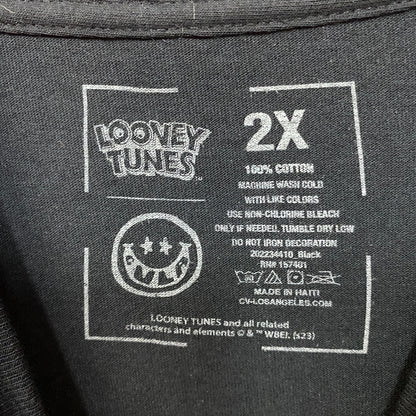 LOONEY
TUNES™
2X
100% COTTON
MACHINE WASH COLD
WITH LIKE COLORS
USE NON-CHLORINE BLEACH
ONLY IF NEEDED. TUMBLE DRY LOW
DO NOT IRON DECORATION
202234410_Black
RN# 157401
MADE IN HAITI
CV-LOSANGELES.COM
CVLA
LOONEY TUNES and all related
characters and elements © & ™ WBEI. (s23)